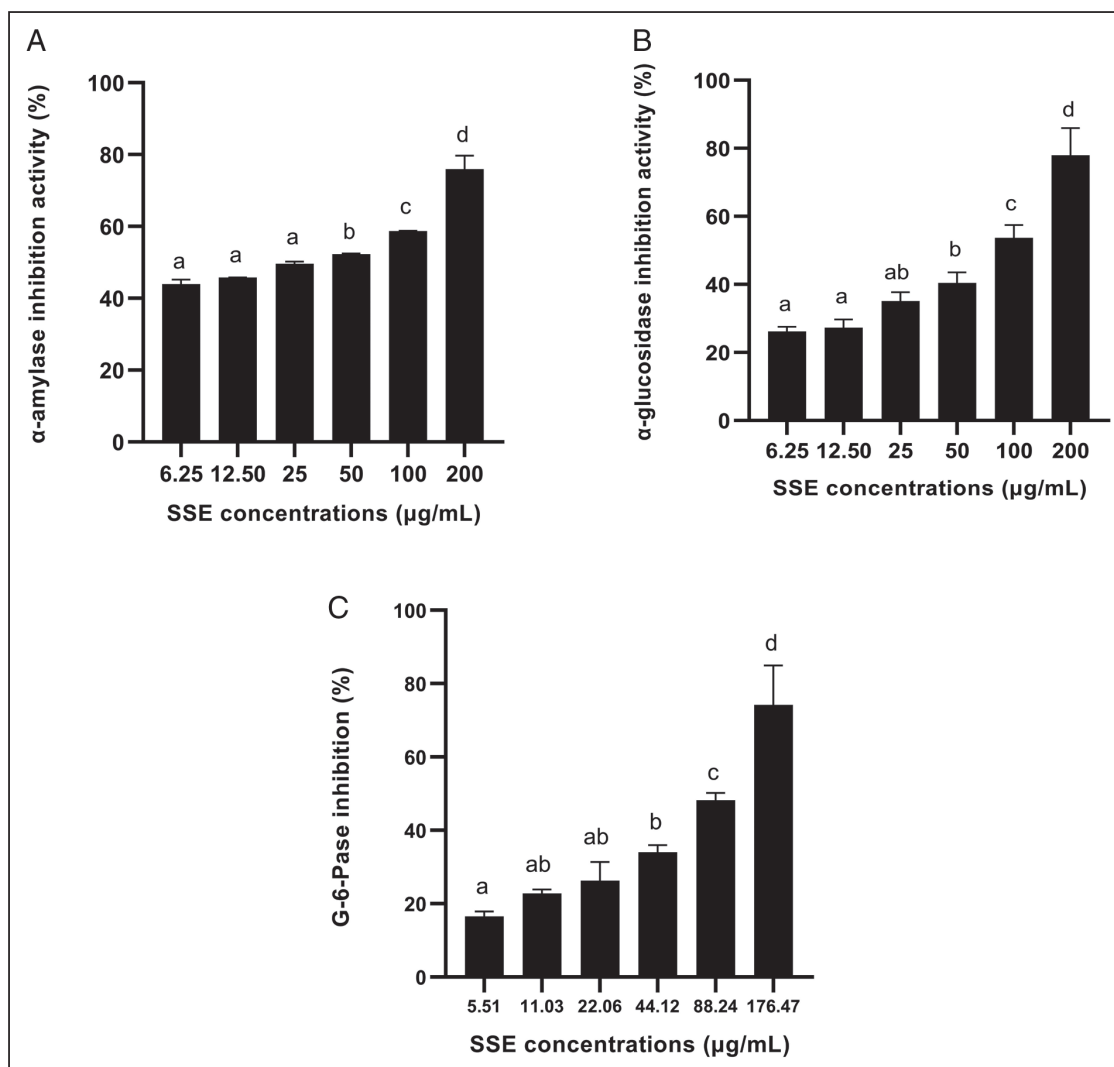 A
α-amylase inhibition activity (%)
100
80
60
40
20
0
a
a
a
b
c
d
6.25 12.50 25 50 100 200
SSE concentrations (µg/mL)
B
α-glucosidase inhibition activity (%)
100
80
60
40
20
0
a
a
ab
b
c
d
6.25 12.50 25 50 100 200
SSE concentrations (µg/mL)
C
G-6-Pase inhibition (%)
100
80
60
40
20
0
a
ab
ab
b
c
d
5.51 11.03 22.06 44.12 88.24 176.47
SSE concentrations (µg/mL)